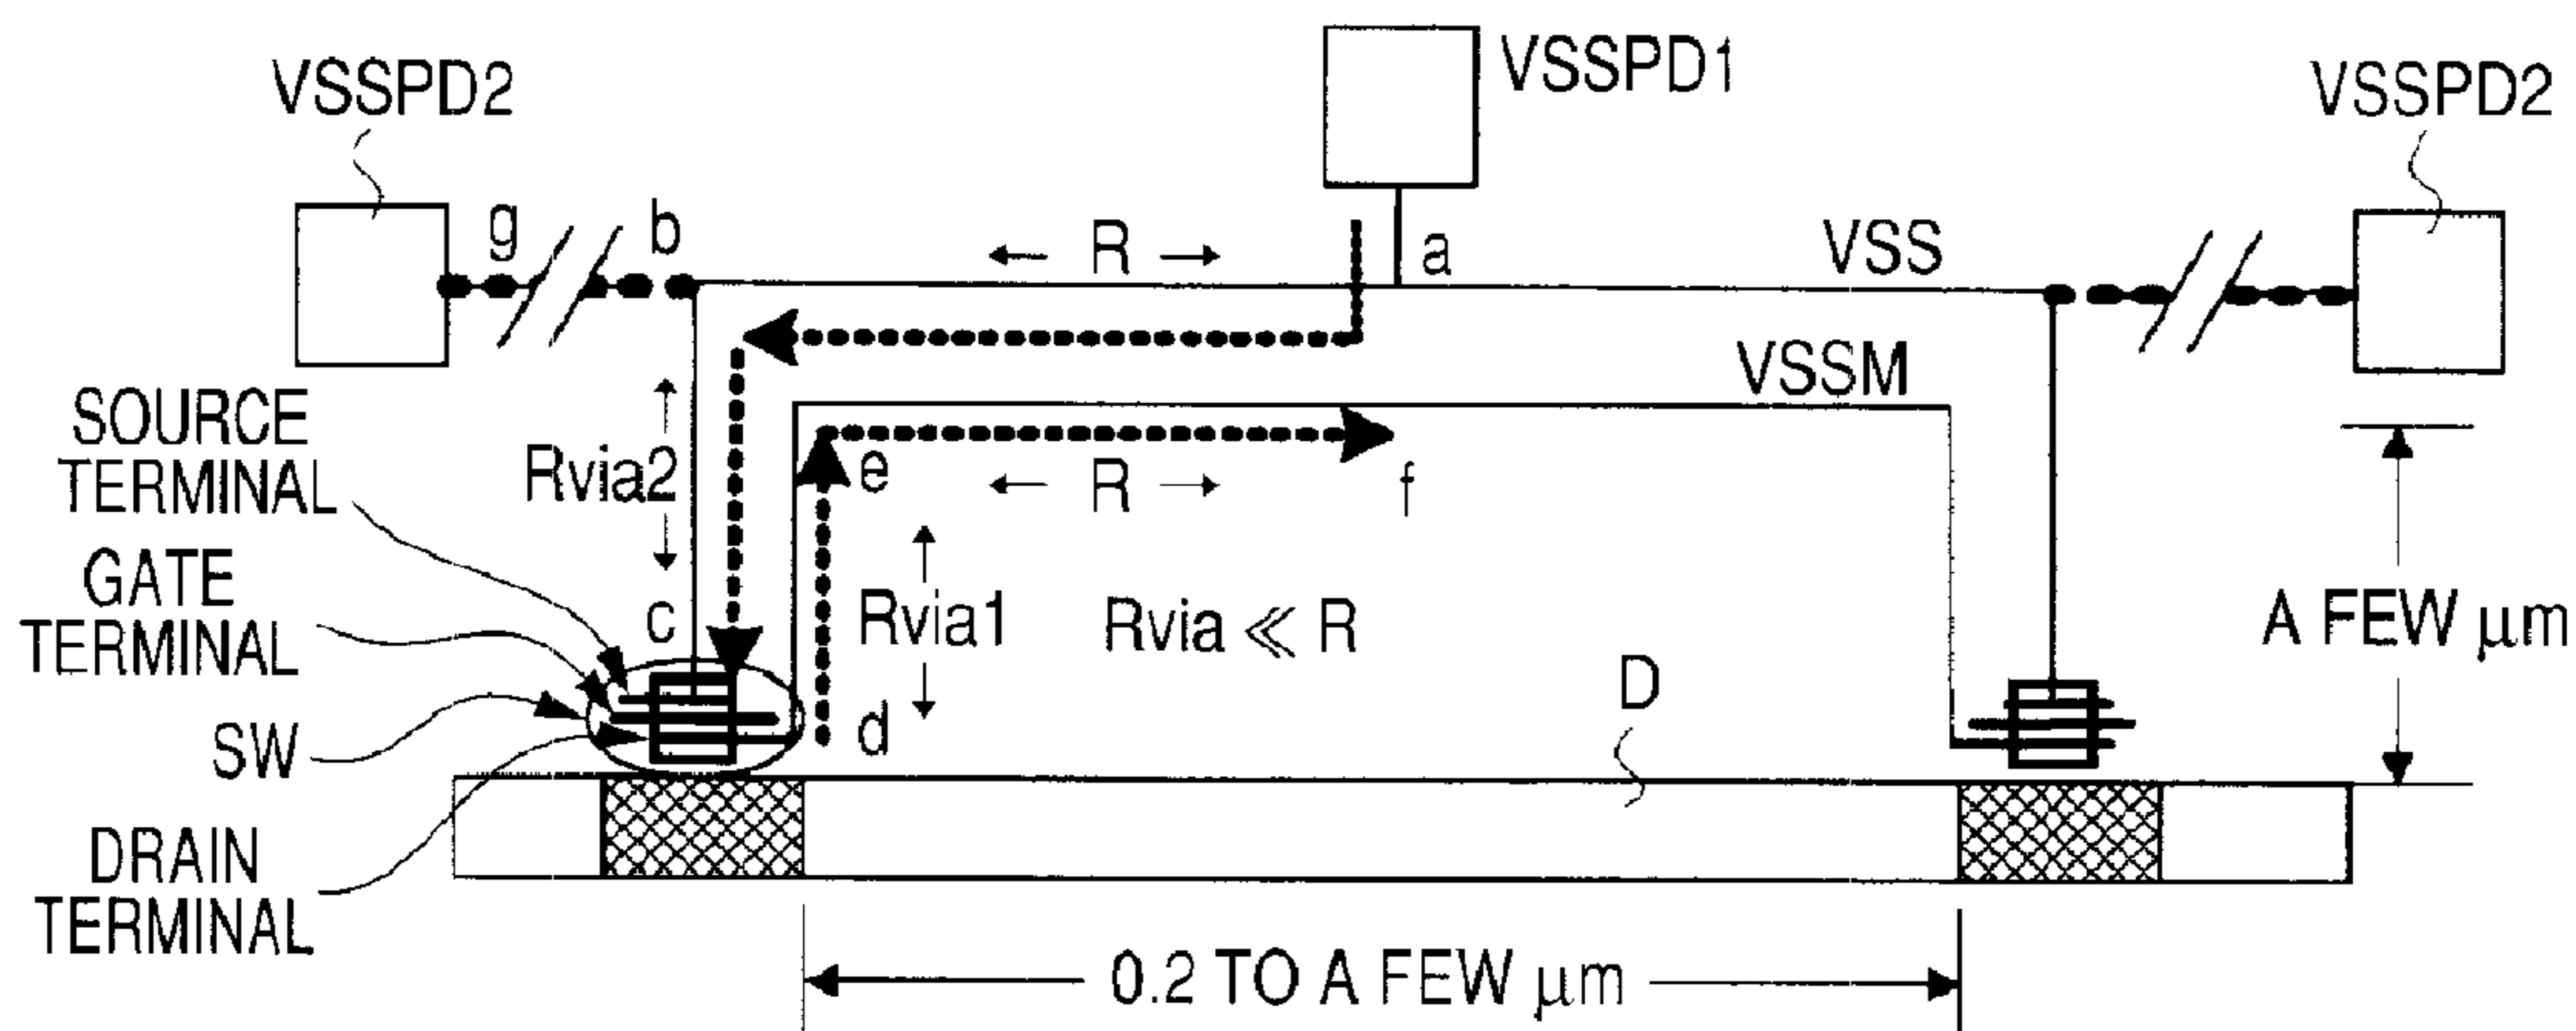 VSSPD2
VSSPD1
VSSPD2
g
b
R
a
VSS
VSSM
SOURCE
TERMINAL
Rvia2
e
R
f
GATE
TERMINAL
c
Rvia1
Rvia ≪ R
A FEW μm
D
SW
d
DRAIN
TERMINAL
0.2 TO A FEW μm